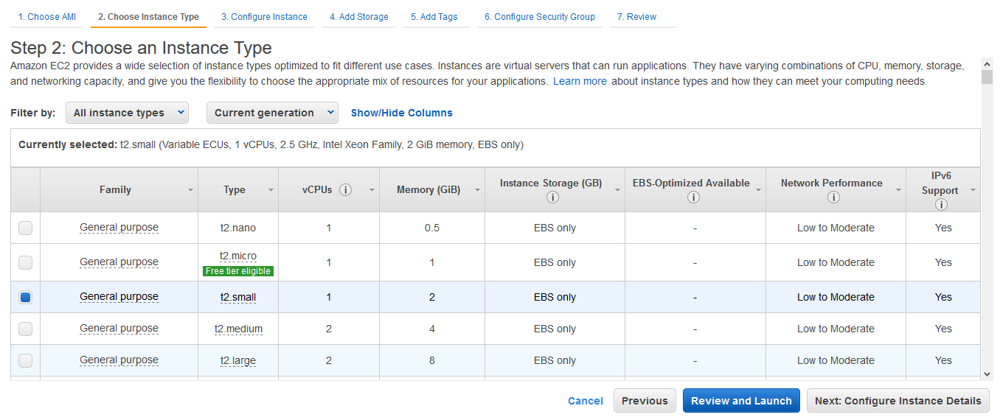 1. Choose AMI 2. Choose Instance Type 3. Configure Instance 4. Add Storage 5. Add Tags 6. Configure Security Group 7. Review
Step 2: Choose an Instance Type
Amazon EC2 provides a wide selection of instance types optimized to fit different use cases. Instances are virtual servers that can run applications. They have varying combinations of CPU, memory, storage,
and networking capacity, and give you the flexibility to choose the appropriate mix of resources for your applications. Learn more about instance types and how they can meet your computing needs.
Filter by: All instance types Current generation Show/Hide Columns
Currently selected: t2.small (Variable ECUs, 1 vCPUs, 2.5 GHz, Intel Xeon Family, 2 GiB memory, EBS only)
Family Type vCPUs i Memory (GiB) Instance Storage (GB) i EBS-Optimized Available i Network Performance i IPv6 Support i
General purpose t2.nano 1 0.5 EBS only - Low to Moderate Yes
General purpose t2.micro 1 1 EBS only - Low to Moderate Yes
Free tier eligible
General purpose t2.small 1 2 EBS only - Low to Moderate Yes
General purpose t2.medium 2 4 EBS only - Low to Moderate Yes
General purpose t2.large 2 8 EBS only - Low to Moderate Yes
Cancel Previous Review and Launch Next: Configure Instance Details